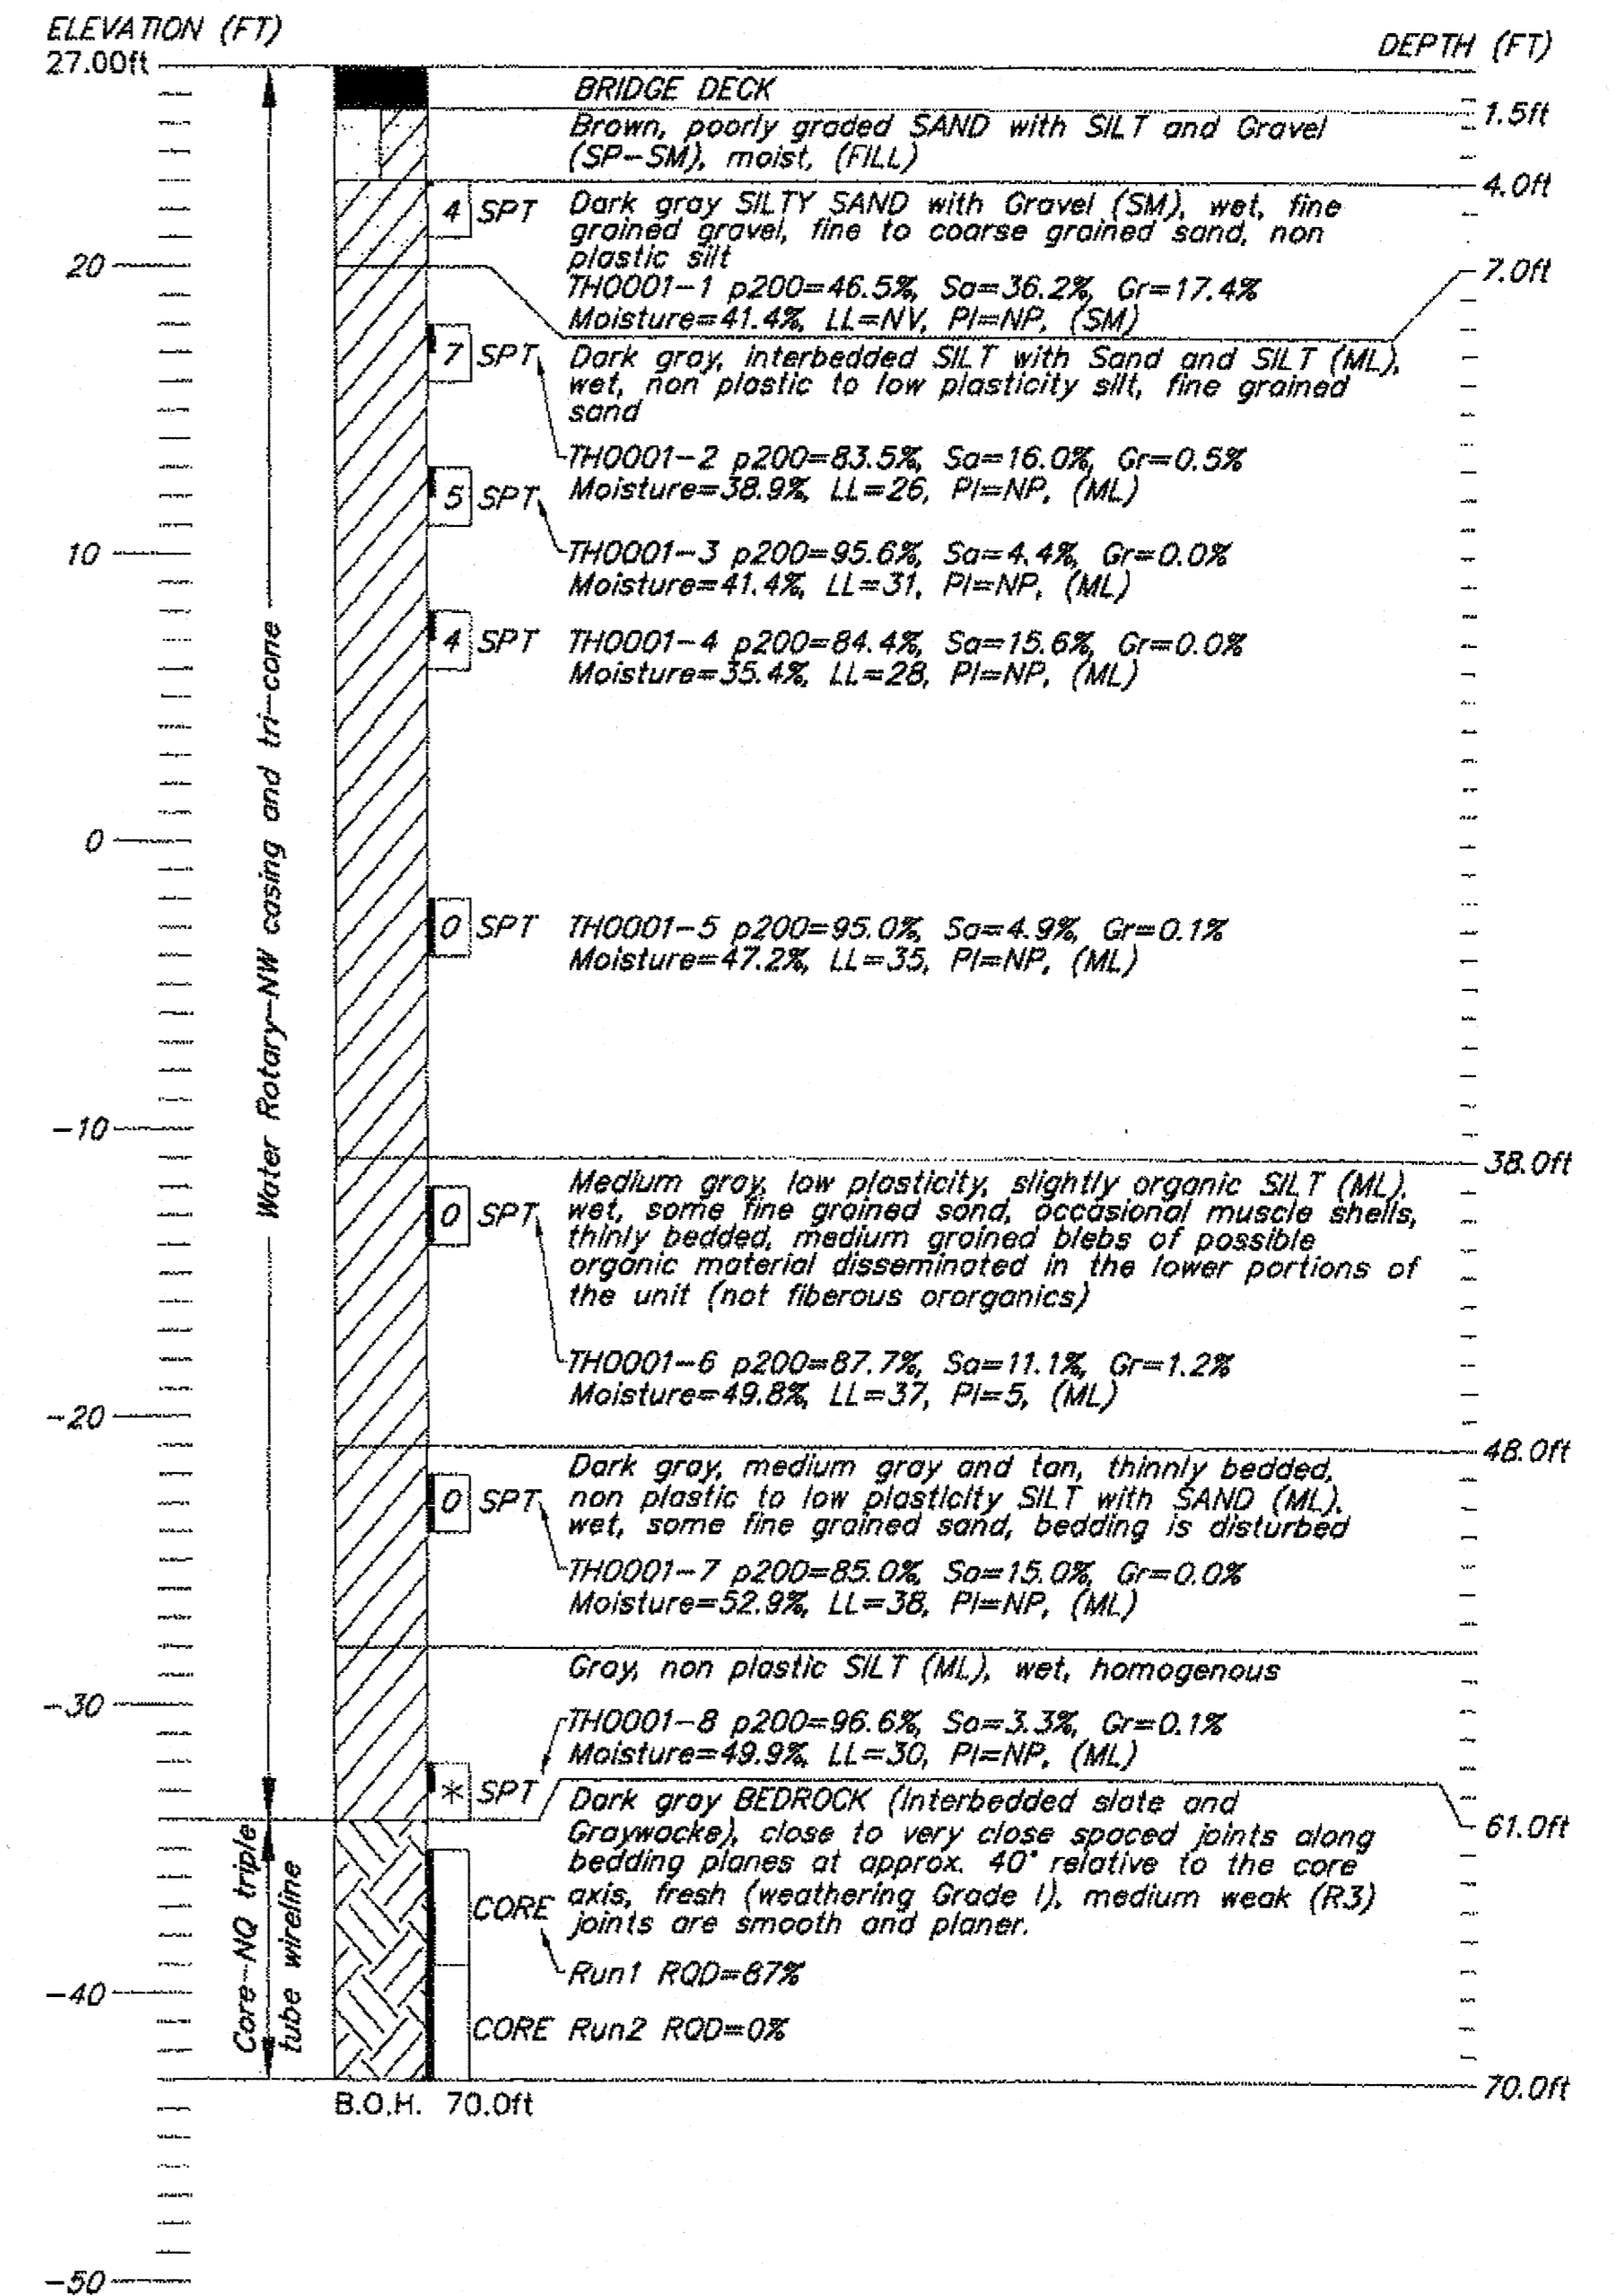 ELEVATION (FT)
27.00ft
DEPTH (FT)
BRIDGE DECK
1.5ft
Brown, poorly graded SAND with SILT and Gravel
(SP-SM), moist, (FILL)
4.0ft
4 SPT
Dark gray SILTY SAND with Gravel (SM), wet, fine
grained gravel, fine to coarse grained sand, non
plastic silt
20
7.0ft
TH0001-1 p200=46.5%, Sa=36.2%, Gr=17.4%
Moisture=41.4%, LL=NV, PI=NP, (SM)
7 SPT
Dark gray, interbedded SILT with Sand and SILT (ML),
wet, non plastic to low plasticity silt, fine grained
sand
TH0001-2 p200=83.5%, Sa=16.0%, Gr=0.5%
Moisture=38.9%, LL=26, PI=NP, (ML)
5 SPT
10
TH0001-3 p200=95.6%, Sa=4.4%, Gr=0.0%
Moisture=41.4%, LL=31, PI=NP, (ML)
4 SPT
TH0001-4 p200=84.4%, Sa=15.6%, Gr=0.0%
Moisture=35.4%, LL=28, PI=NP, (ML)
Water Rotary-NW casing and tri-cone
0
0 SPT
TH0001-5 p200=95.0%, Sa=4.9%, Gr=0.1%
Moisture=47.2%, LL=35, PI=NP, (ML)
-10
38.0ft
0 SPT
Medium gray, low plasticity, slightly organic SILT (ML),
wet, some fine grained sand, occasional muscle shells,
thinly bedded, medium grained blebs of possible
organic material disseminated in the lower portions of
the unit (not fiberous ororganics)
TH0001-6 p200=87.7%, Sa=11.1%, Gr=1.2%
Moisture=49.8%, LL=37, PI=5, (ML)
-20
48.0ft
0 SPT
Dark gray, medium gray and tan, thinnly bedded,
non plastic to low plasticity SILT with SAND (ML),
wet, some fine grained sand, bedding is disturbed
TH0001-7 p200=85.0%, Sa=15.0%, Gr=0.0%
Moisture=52.9%, LL=38, PI=NP, (ML)
Gray, non plastic SILT (ML), wet, homogenous
-30
TH0001-8 p200=96.6%, Sa=3.3%, Gr=0.1%
Moisture=49.9%, LL=30, PI=NP, (ML)
* SPT
61.0ft
Dark gray BEDROCK (Interbedded slate and
Graywacke), close to very close spaced joints along
bedding planes at approx. 40° relative to the core
axis, fresh (weathering Grade I), medium weak (R3)
joints are smooth and planer.
CORE
Run1 RQD=87%
Core-NQ triple
tube wireline
-40
CORE Run2 RQD=0%
70.0ft
B.O.H. 70.0ft
-50